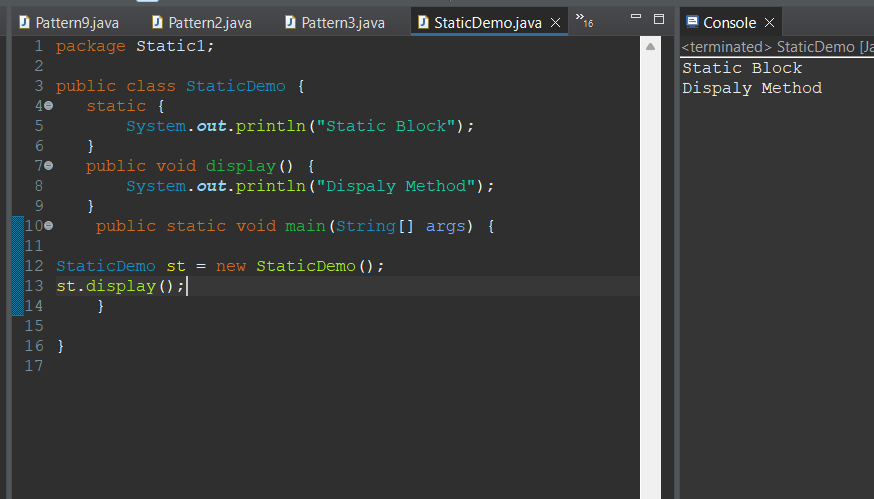 Pattern9.java Pattern2.java Pattern3.java StaticDemo.java »16
1 package Static1;
2
3 public class StaticDemo {
4 static {
5 System.out.println("Static Block");
6 }
7 public void display() {
8 System.out.println("Dispaly Method");
9 }
10 public static void main(String[] args) {
11
12 StaticDemo st = new StaticDemo();
13 st.display();
14 }
15
16 }
17
Console
<terminated> StaticDemo [Ja
Static Block
Dispaly Method